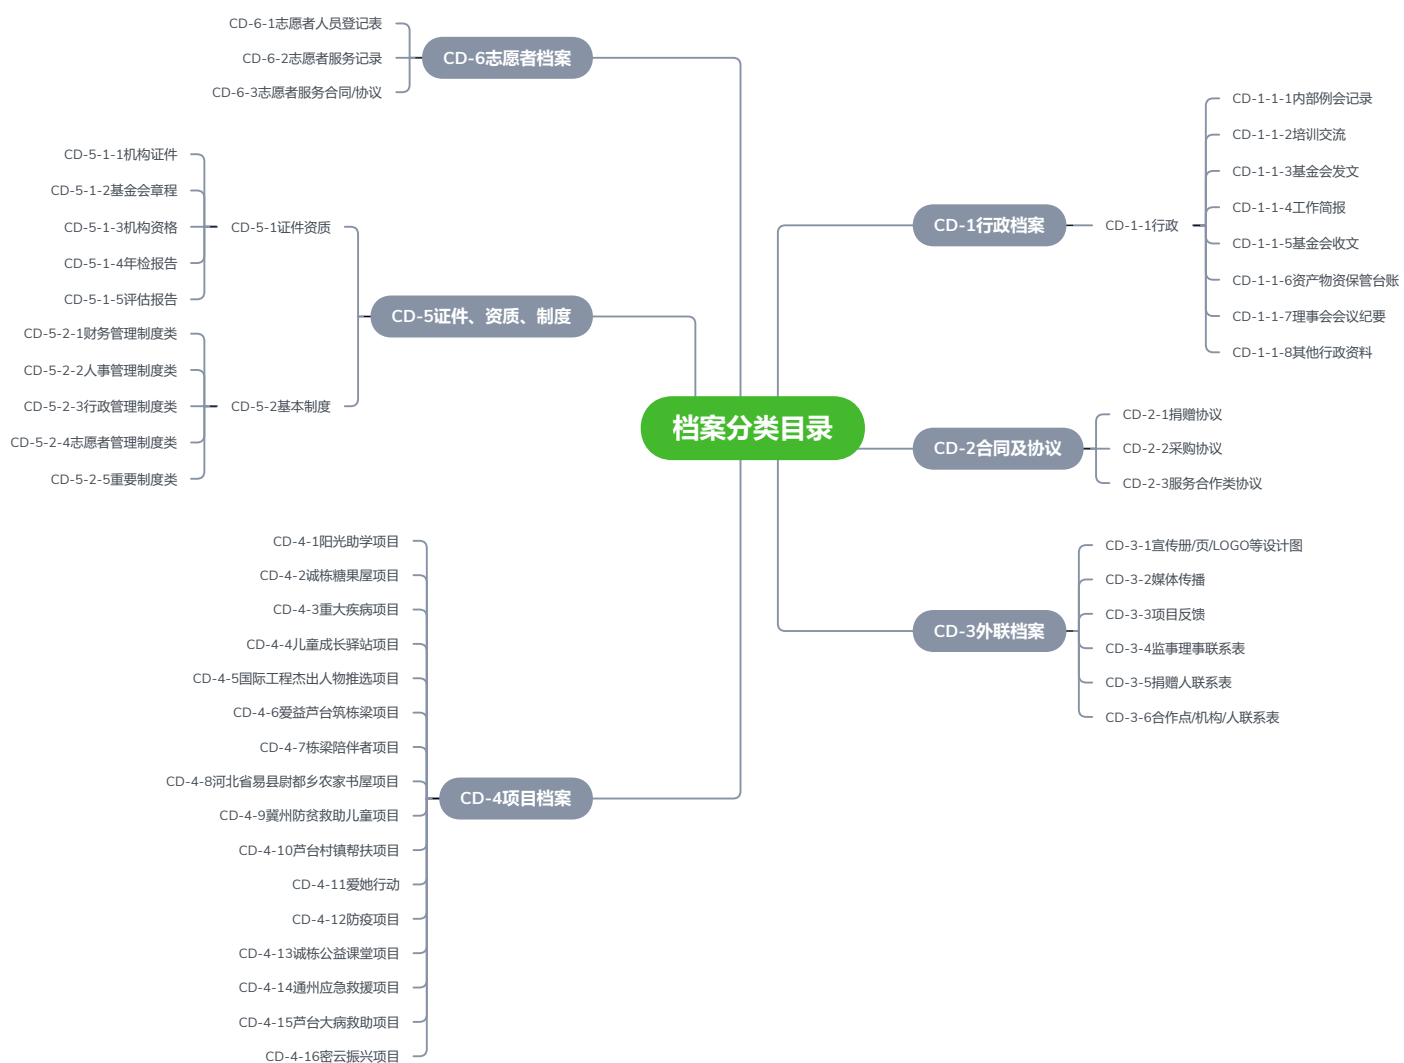 档案分类目录
CD-1行政档案
CD-1-1行政
CD-1-1-1内部例会记录
CD-1-1-2培训交流
CD-1-1-3基金会发文
CD-1-1-4工作简报
CD-1-1-5基金会收文
CD-1-1-6资产物资保管台账
CD-1-1-7理事会会议纪要
CD-1-1-8其他行政资料
CD-2合同及协议
CD-2-1捐赠协议
CD-2-2采购协议
CD-2-3服务合作类协议
CD-3外联档案
CD-3-1宣传册/页/LOGO等设计图
CD-3-2媒体传播
CD-3-3项目反馈
CD-3-4监事理事联系表
CD-3-5捐赠人联系表
CD-3-6合作点/机构/人联系表
CD-4项目档案
CD-4-1阳光助学项目
CD-4-2诚栋糖果屋项目
CD-4-3重大疾病项目
CD-4-4儿童成长驿站项目
CD-4-5国际工程杰出人物推选项目
CD-4-6爱益芦台筑栋梁项目
CD-4-7栋梁陪伴者项目
CD-4-8河北省易县尉都乡农家书屋项目
CD-4-9冀州防贫救助儿童项目
CD-4-10芦台村镇帮扶项目
CD-4-11爱她行动
CD-4-12防疫项目
CD-4-13诚栋公益课堂项目
CD-4-14通州应急救援项目
CD-4-15芦台大病救助项目
CD-4-16密云振兴项目
CD-5证件、资质、制度
CD-5-1证件资质
CD-5-1-1机构证件
CD-5-1-2基金会章程
CD-5-1-3机构资格
CD-5-1-4年检报告
CD-5-1-5评估报告
CD-5-2基本制度
CD-5-2-1财务管理制度类
CD-5-2-2人事管理制度类
CD-5-2-3行政管理制度类
CD-5-2-4志愿者管理制度类
CD-5-2-5重要制度类
CD-6志愿者档案
CD-6-1志愿者人员登记表
CD-6-2志愿者服务记录
CD-6-3志愿者服务合同/协议